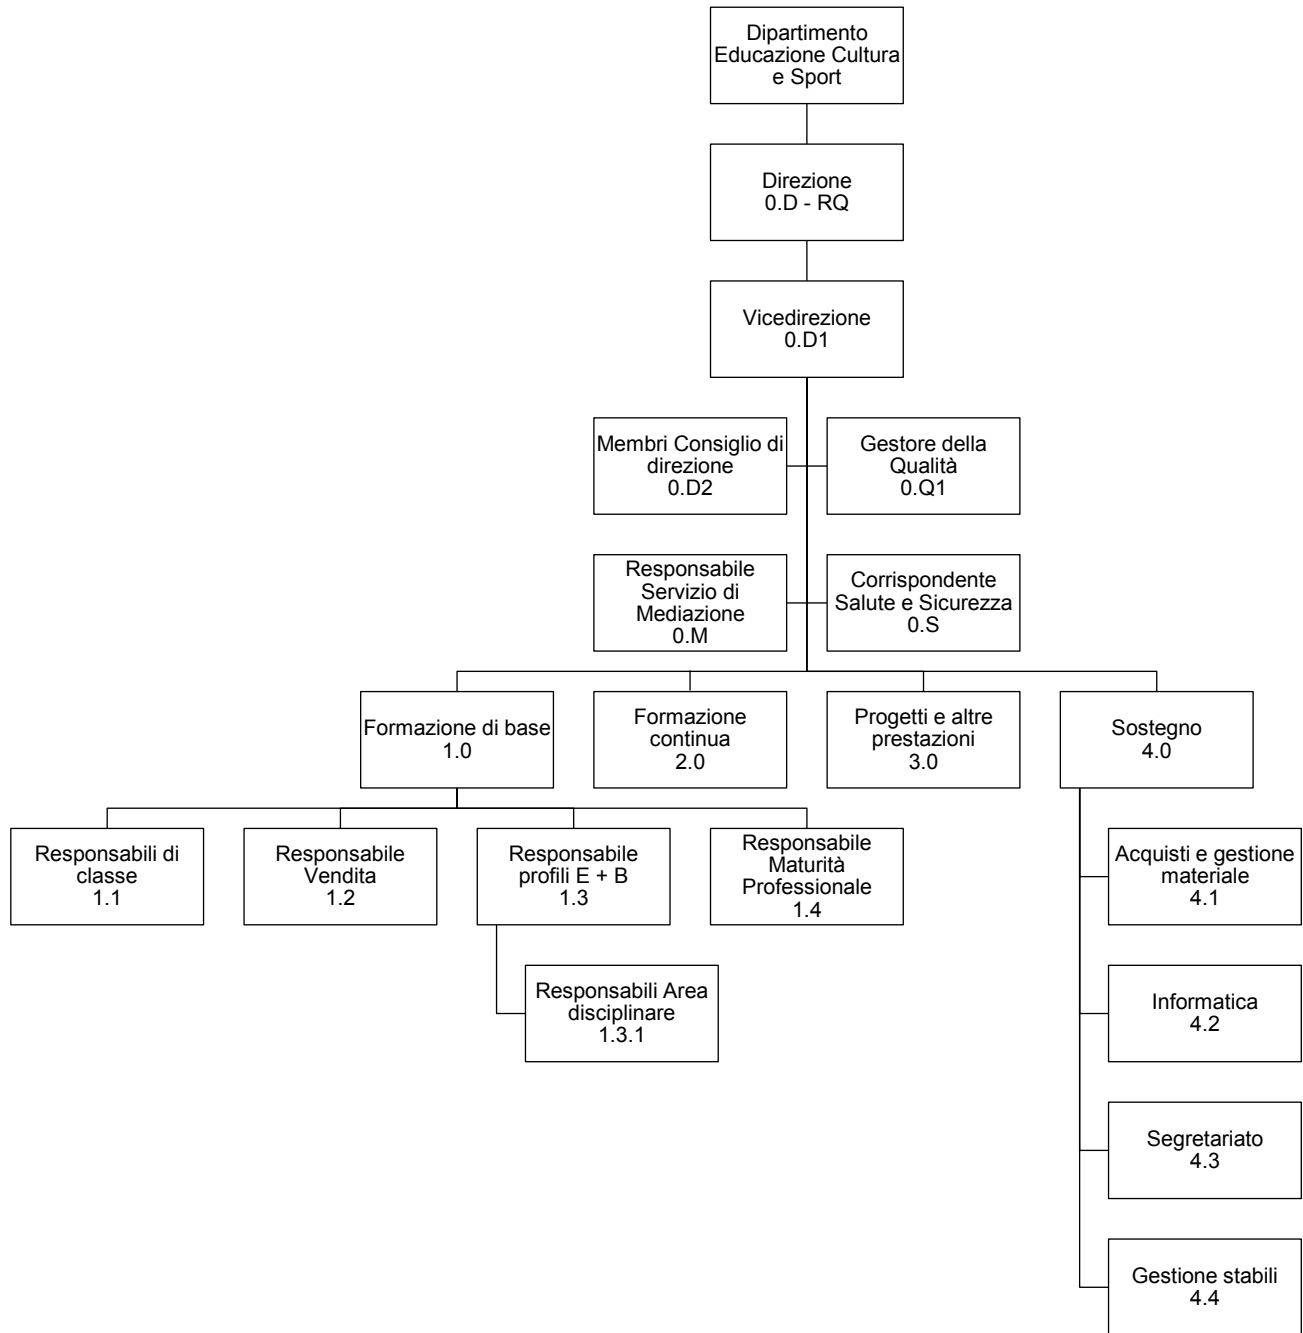 Dipartimento
Educazione Cultura
e Sport
Direzione
0.D - RQ
Vicedirezione
0.D1
Membri Consiglio di
direzione
0.D2
Gestore della
Qualità
0.Q1
Responsabile
Servizio di
Mediazione
0.M
Corrispondente
Salute e Sicurezza
0.S
Formazione di base
1.0
Formazione
continua
2.0
Progetti e altre
prestazioni
3.0
Sostegno
4.0
Responsabili di
classe
1.1
Responsabile
Vendita
1.2
Responsabile
profili E + B
1.3
Responsabile
Maturità
Professionale
1.4
Acquisti e gestione
materiale
4.1
Responsabili Area
disciplinare
1.3.1
Informatica
4.2
Segretariato
4.3
Gestione stabili
4.4